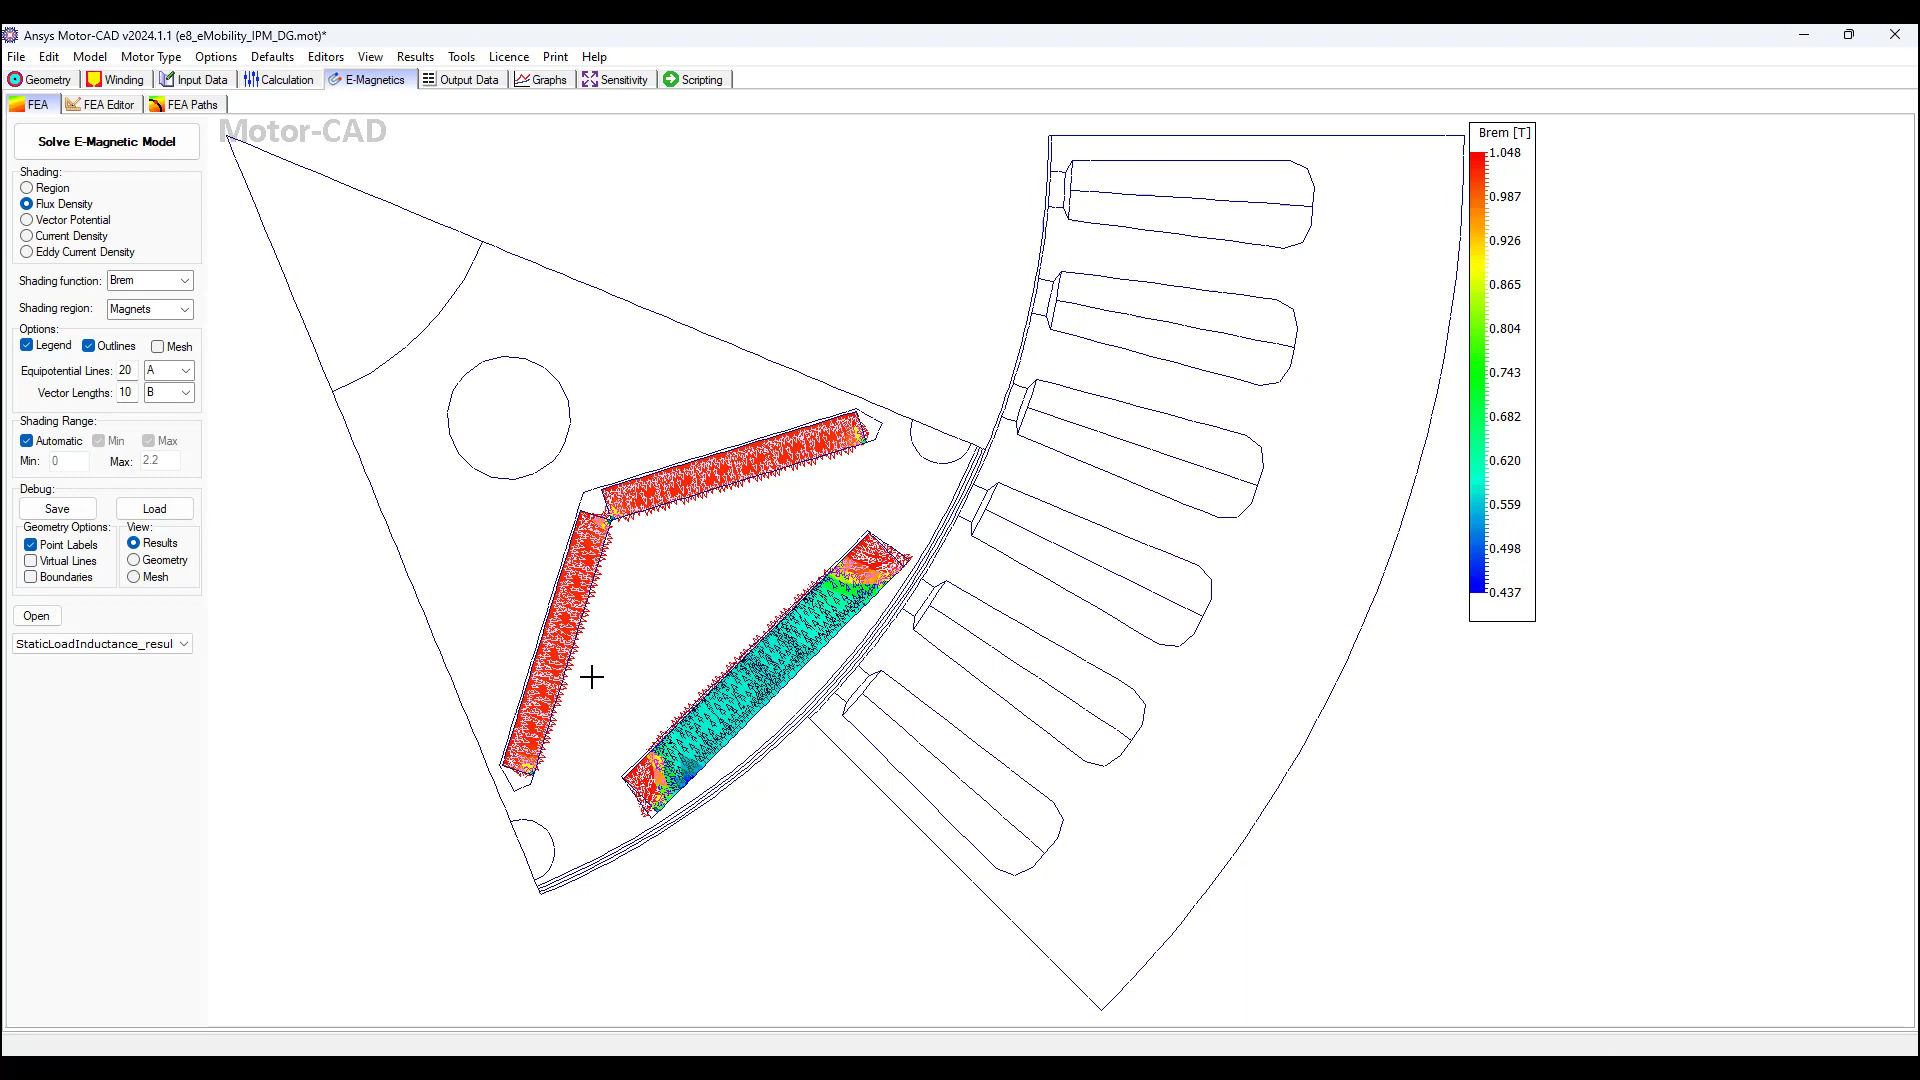 Ansys Motor-CAD v2024.1.1 (e8_eMobility_IPM_DG.mot)*
File Edit Model Motor Type Options Defaults Editors View Results Tools Licence Print Help
Geometry Winding Input Data Calculation E-Magnetics Output Data Graphs Sensitivity Scripting
FEA FEA Editor FEA Paths
Motor-CAD
Solve E-Magnetic Model
Shading:
Region
Flux Density
Vector Potential
Current Density
Eddy Current Density
Shading function: Brem
Shading region: Magnets
Options:
Legend Outlines Mesh
Equipotential Lines: 20 A
Vector Lengths: 10 B
Shading Range:
Automatic Min Max
Min: 0 Max: 2.2
Debug:
Save Load
Geometry Options: View:
Point Labels Results
Virtual Lines Geometry
Boundaries Mesh
Open
StaticLoadInductance_resul
Brem [T]
1.048
0.987
0.926
0.865
0.804
0.743
0.682
0.620
0.559
0.498
0.437